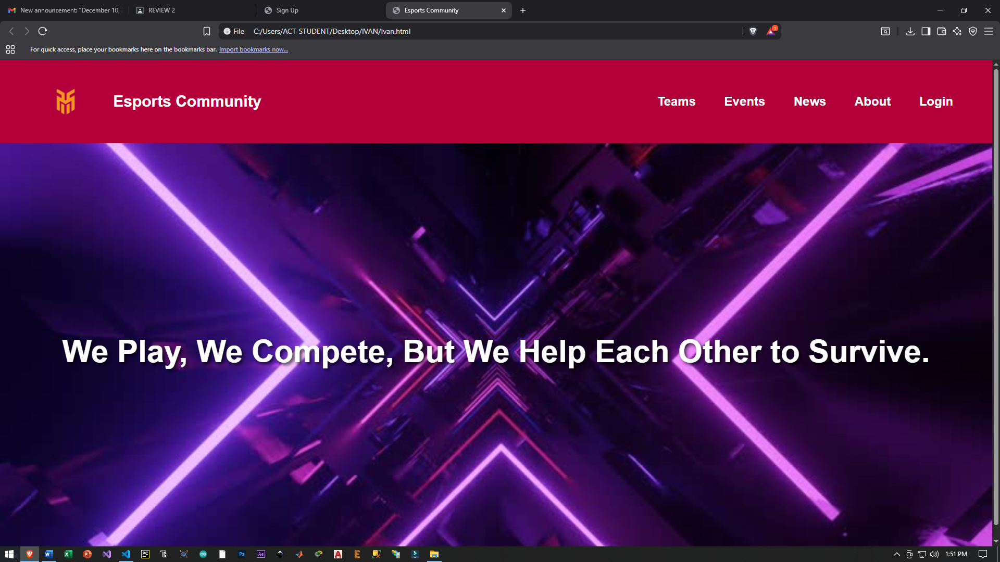 New announcement: "December 10, 2
REVIEW 2
Sign Up
Esports Community
File C:/Users/ACT-STUDENT/Desktop/IVAN/Ivan.html
1
For quick access, place your bookmarks here on the bookmarks bar. Import bookmarks now...
Esports Community
Teams Events News About Login
We Play, We Compete, But We Help Each Other to Survive.
1:51 PM